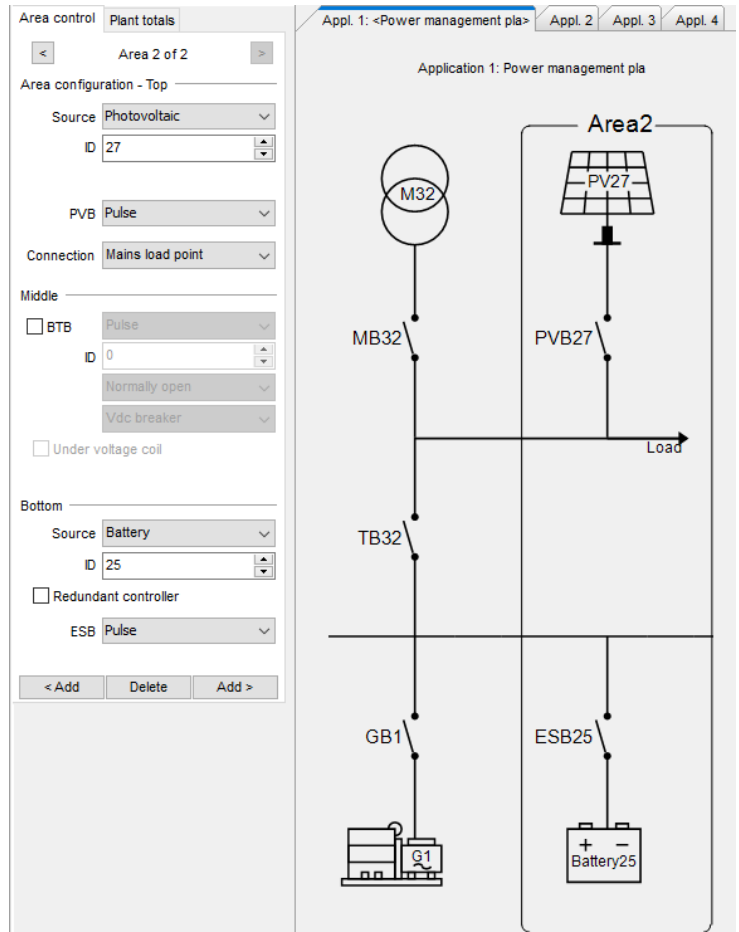 Area control
Plant totals
<
Area 2 of 2
>
Area configuration - Top
Source Photovoltaic
ID 27
PVB Pulse
Connection Mains load point
Middle
BTB Pulse
ID 0
Normally open
Vdc breaker
Under voltage coil
Bottom
Source Battery
ID 25
Redundant controller
ESB Pulse
< Add
Delete
Add >
Appl. 1: <Power management pla>
Appl. 2
Appl. 3
Appl. 4
Application 1: Power management pla
Area2
M32
PV27
MB32
PVB27
Load
TB32
GB1
ESB25
G1
+ −
Battery25